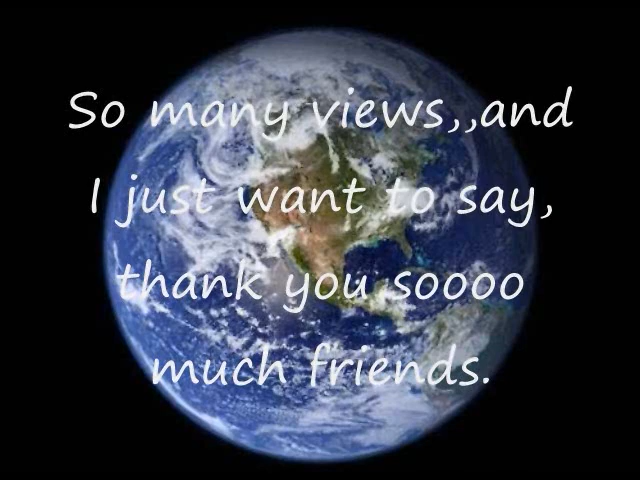 So many views,,and
I just want to say,
thank you soooo
much friends.